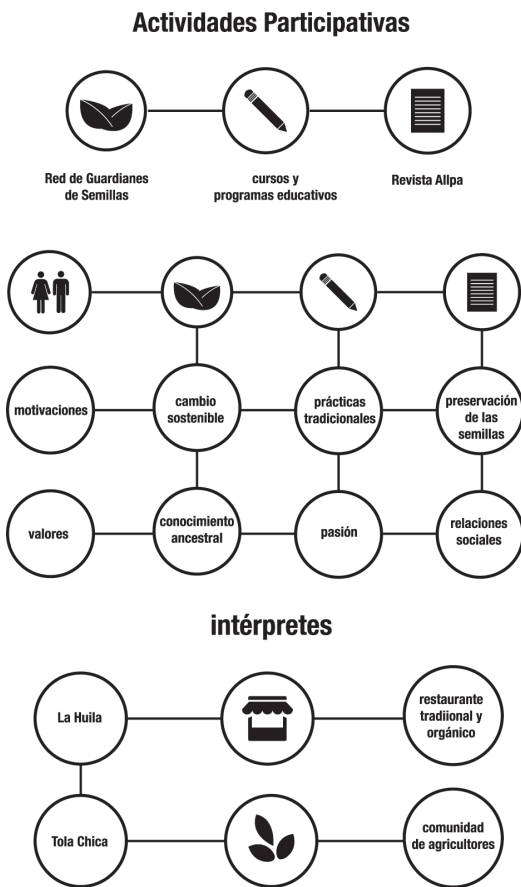 Actividades Participativas
Red de Guardianes
de Semillas
cursos y
programas educativos
Revista Allpa
motivaciones
cambio
sostenible
prácticas
tradicionales
preservación
de las
semillas
valores
conocimiento
ancestral
pasión
relaciones
sociales
intérpretes
La Huila
restaurante
tradiional y
orgánico
Tola Chica
comunidad
de agricultores